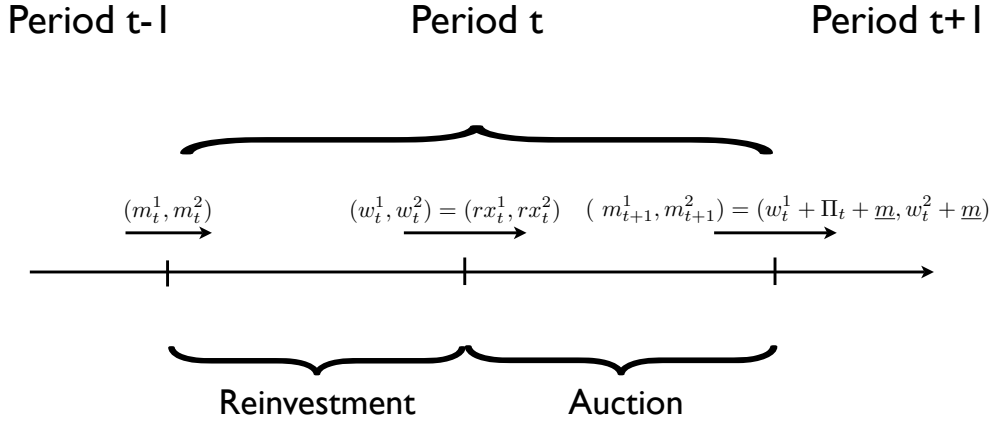 Period t-1 Period t Period t+1
(m_t^1, m_t^2) (w_t^1, w_t^2) = (rx_t^1, rx_t^2) ( m_{t+1}^1, m_{t+1}^2) = (w_t^1 + Π_t + \underline{m}, w_t^2 + \underline{m})
Reinvestment Auction